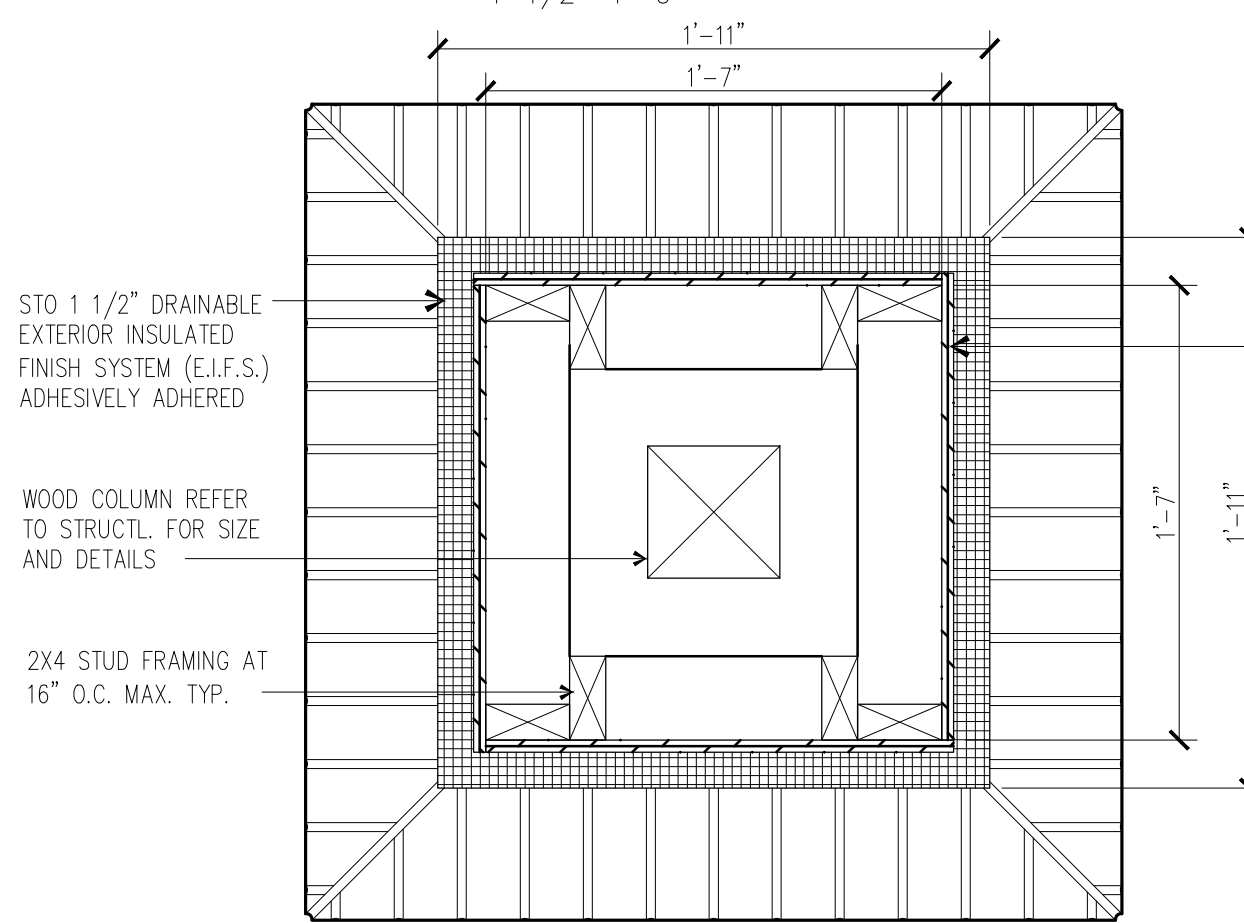 1'-11"
1'-7"
STO 1 1/2" DRAINABLE
EXTERIOR INSULATED
FINISH SYSTEM (E.I.F.S.)
ADHESIVELY ADHERED
WOOD COLUMN REFER
TO STRUCTL. FOR SIZE
AND DETAILS
2X4 STUD FRAMING AT
16" O.C. MAX. TYP.
1'-7"
1'-11"